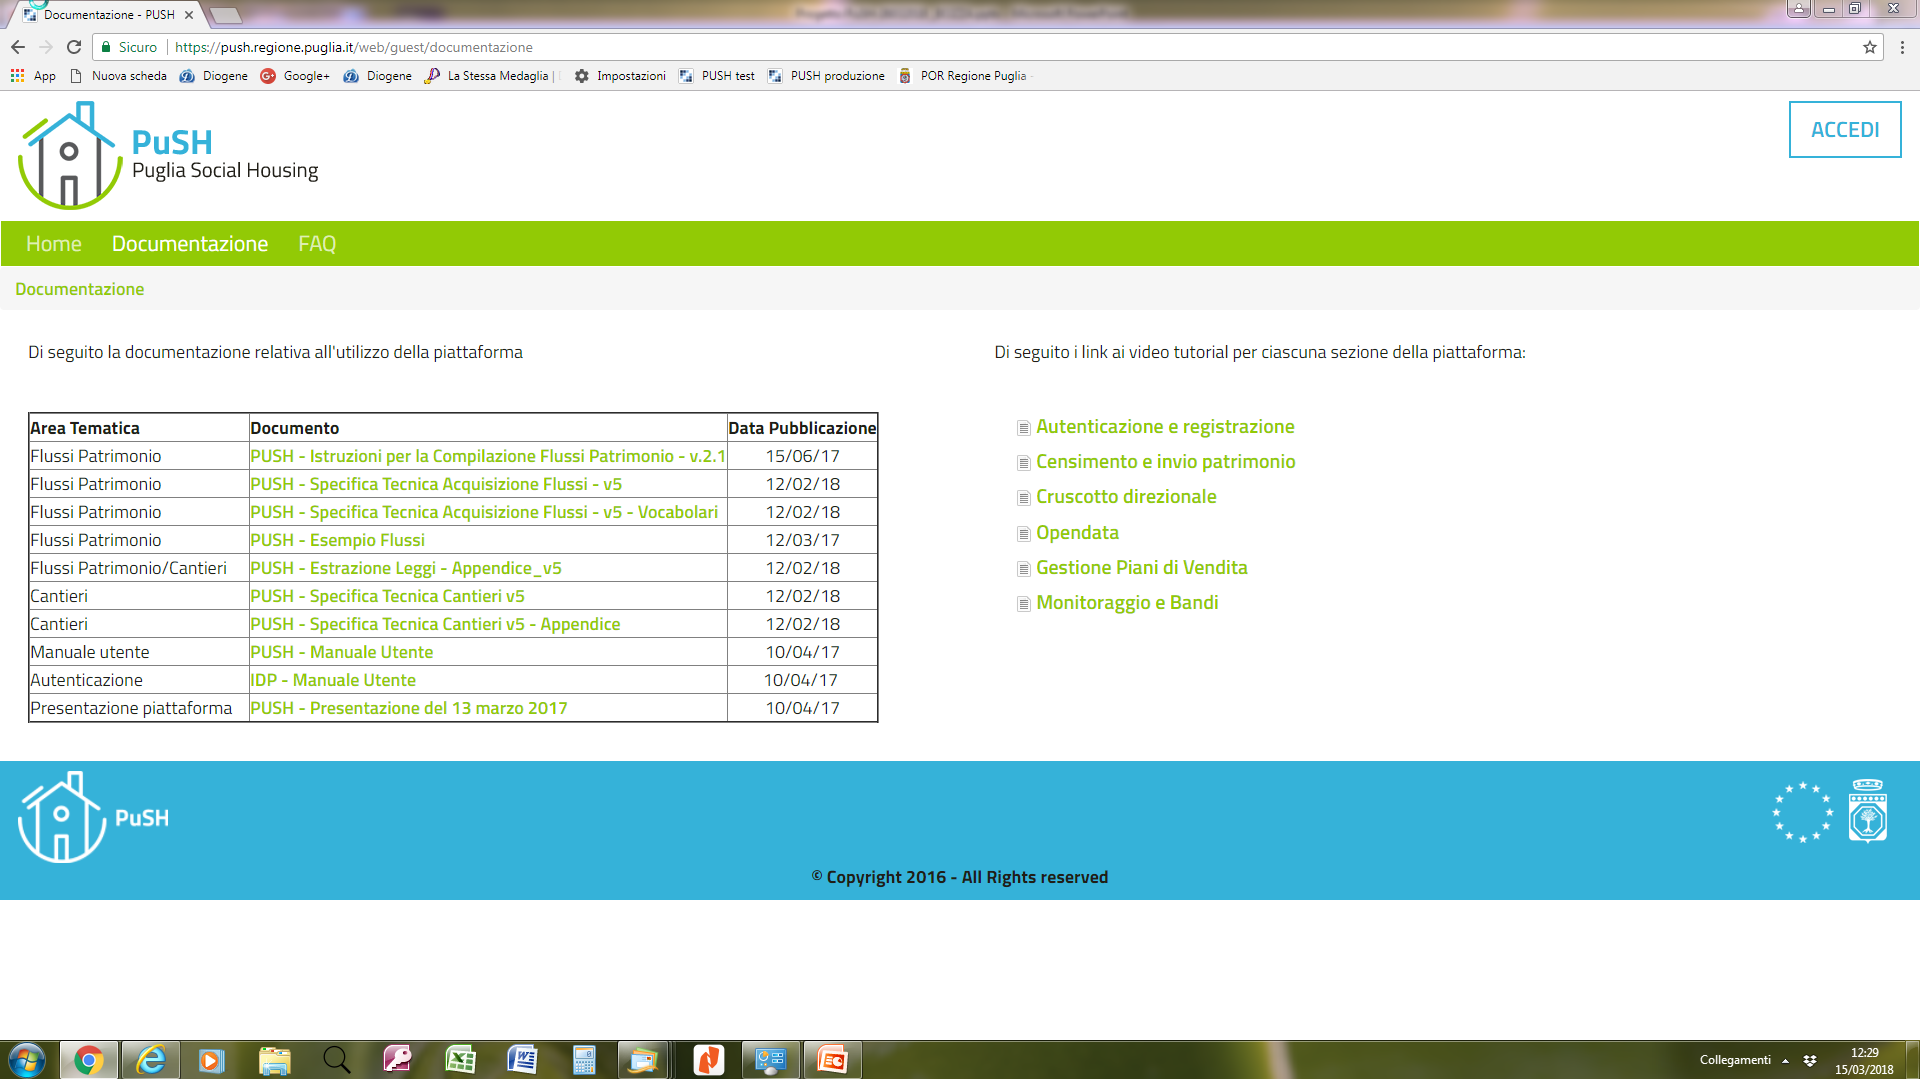 Documentazione - PUSH
Sicuro
https://push.regione.puglia.it/web/guest/documentazione
App
Nuova scheda
Diogene
Google+
Diogene
La Stessa Medaglia |
Impostazioni
PUSH test
PUSH produzione
POR Regione Puglia
PuSH
Puglia Social Housing
ACCEDI
Home
Documentazione
FAQ
Documentazione
Di seguito la documentazione relativa all'utilizzo della piattaforma
Area Tematica Documento Data Pubblicazione
Flussi Patrimonio PUSH - Istruzioni per la Compilazione Flussi Patrimonio - v.2.1 15/06/17
Flussi Patrimonio PUSH - Specifica Tecnica Acquisizione Flussi - v5 12/02/18
Flussi Patrimonio PUSH - Specifica Tecnica Acquisizione Flussi - v5 - Vocabolari 12/02/18
Flussi Patrimonio PUSH - Esempio Flussi 12/03/17
Flussi Patrimonio/Cantieri PUSH - Estrazione Leggi - Appendice_v5 12/02/18
Cantieri PUSH - Specifica Tecnica Cantieri v5 12/02/18
Cantieri PUSH - Specifica Tecnica Cantieri v5 - Appendice 12/02/18
Manuale utente PUSH - Manuale Utente 10/04/17
Autenticazione IDP - Manuale Utente 10/04/17
Presentazione piattaforma PUSH - Presentazione del 13 marzo 2017 10/04/17
Di seguito i link ai video tutorial per ciascuna sezione della piattaforma:
Autenticazione e registrazione
Censimento e invio patrimonio
Cruscotto direzionale
Opendata
Gestione Piani di Vendita
Monitoraggio e Bandi
PuSH
© Copyright 2016 - All Rights reserved
Collegamenti
12:29
15/03/2018